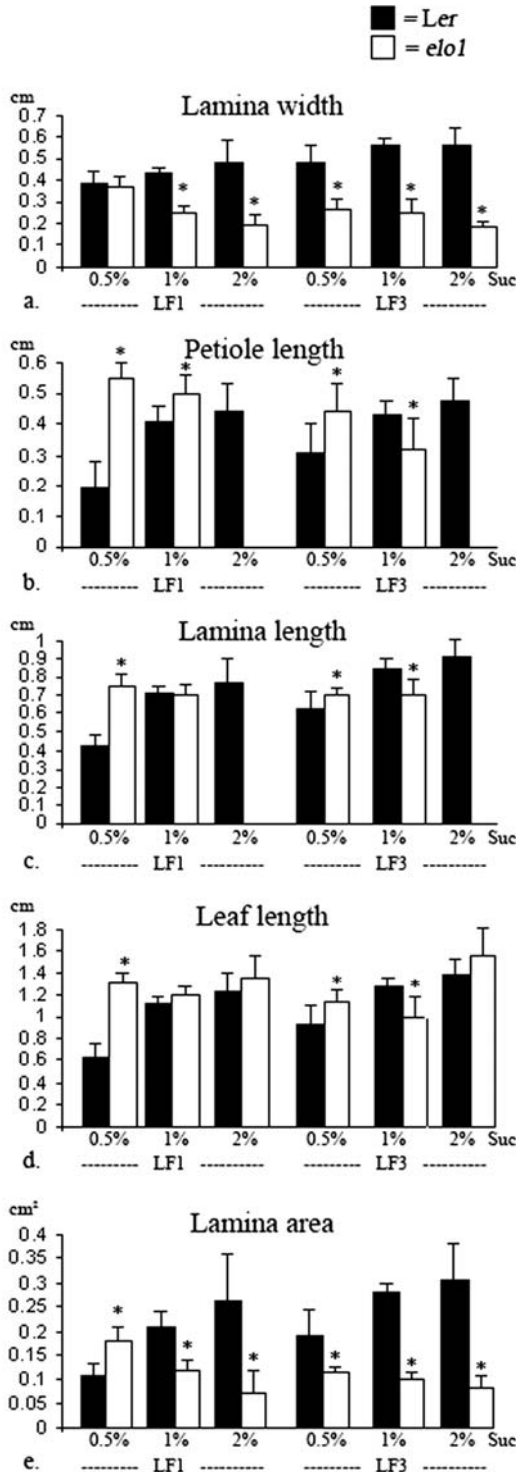 = Ler
= elo1
cm
Lamina width
0.7
0.6
0.5
0.4
0.3
0.2
0.1
0
0.5% 1% 2% 0.5% 1% 2% Suc
a. ---------- LF1 ---------- ---------- LF3 ----------
cm
Petiole length
0.6
0.5
0.4
0.3
0.2
0.1
0
0.5% 1% 2% 0.5% 1% 2% Suc
b. ---------- LF1 ---------- ---------- LF3 ----------
cm
Lamina length
1
0.9
0.8
0.7
0.6
0.5
0.4
0.3
0.2
0.1
0
0.5% 1% 2% 0.5% 1% 2% Suc
c. ---------- LF1 ---------- ---------- LF3 ----------
cm
Leaf length
1.8
1.6
1.4
1.2
1
0.8
0.6
0.4
0.2
0
0.5% 1% 2% 0.5% 1% 2% Suc
d. ---------- LF1 ---------- ---------- LF3 ----------
cm²
Lamina area
0.4
0.35
0.3
0.25
0.2
0.15
0.1
0.05
0
0.5% 1% 2% 0.5% 1% 2% Suc
e. ---------- LF1 ---------- ---------- LF3 ----------